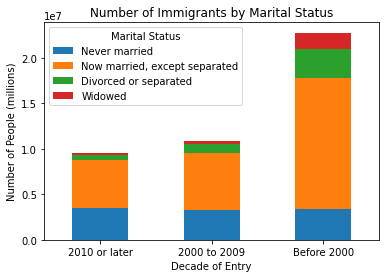 Number of Immigrants by Marital Status
1e7
Marital Status
Never married
Now married, except separated
Divorced or separated
Widowed
Number of People (millions)
2.0
1.5
1.0
0.5
0.0
2010 or later
2000 to 2009
Before 2000
Decade of Entry